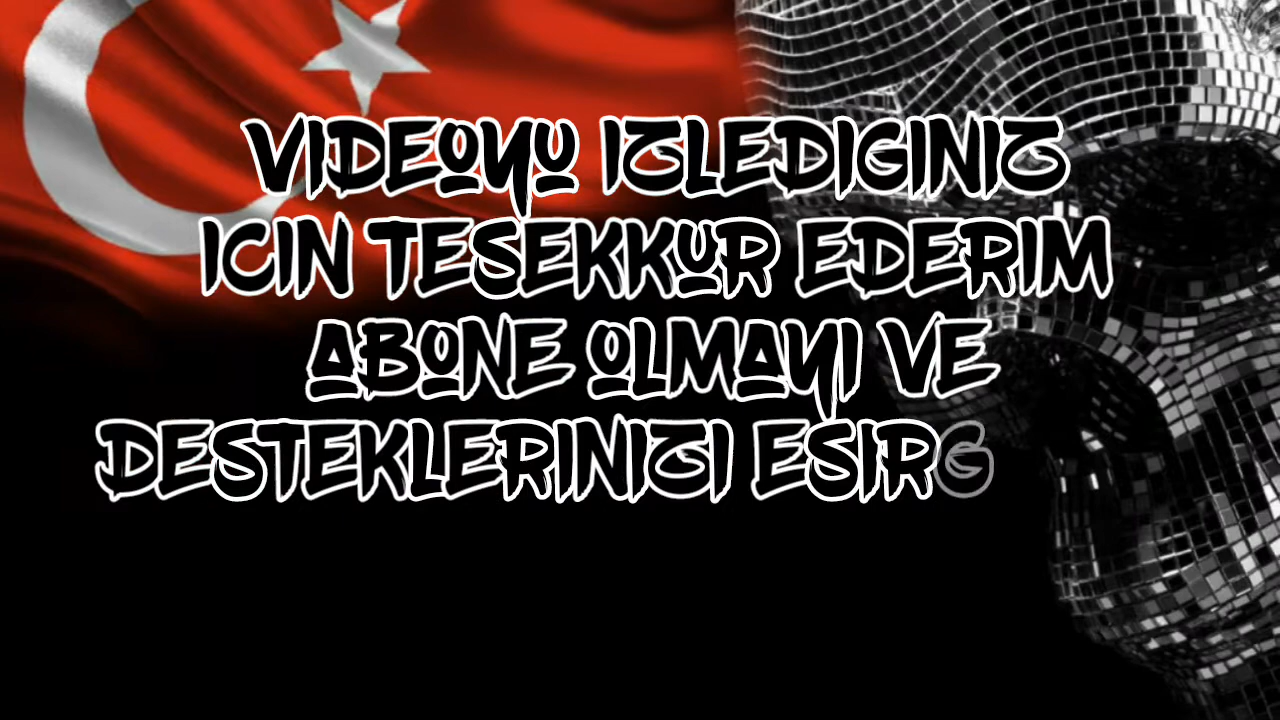 VIDEOYU IZLEDIGINIZ
ICIN TESEKKUR EDERIM
ABONE OLMAYI VE
DESTEKLERINIZI ESIRG